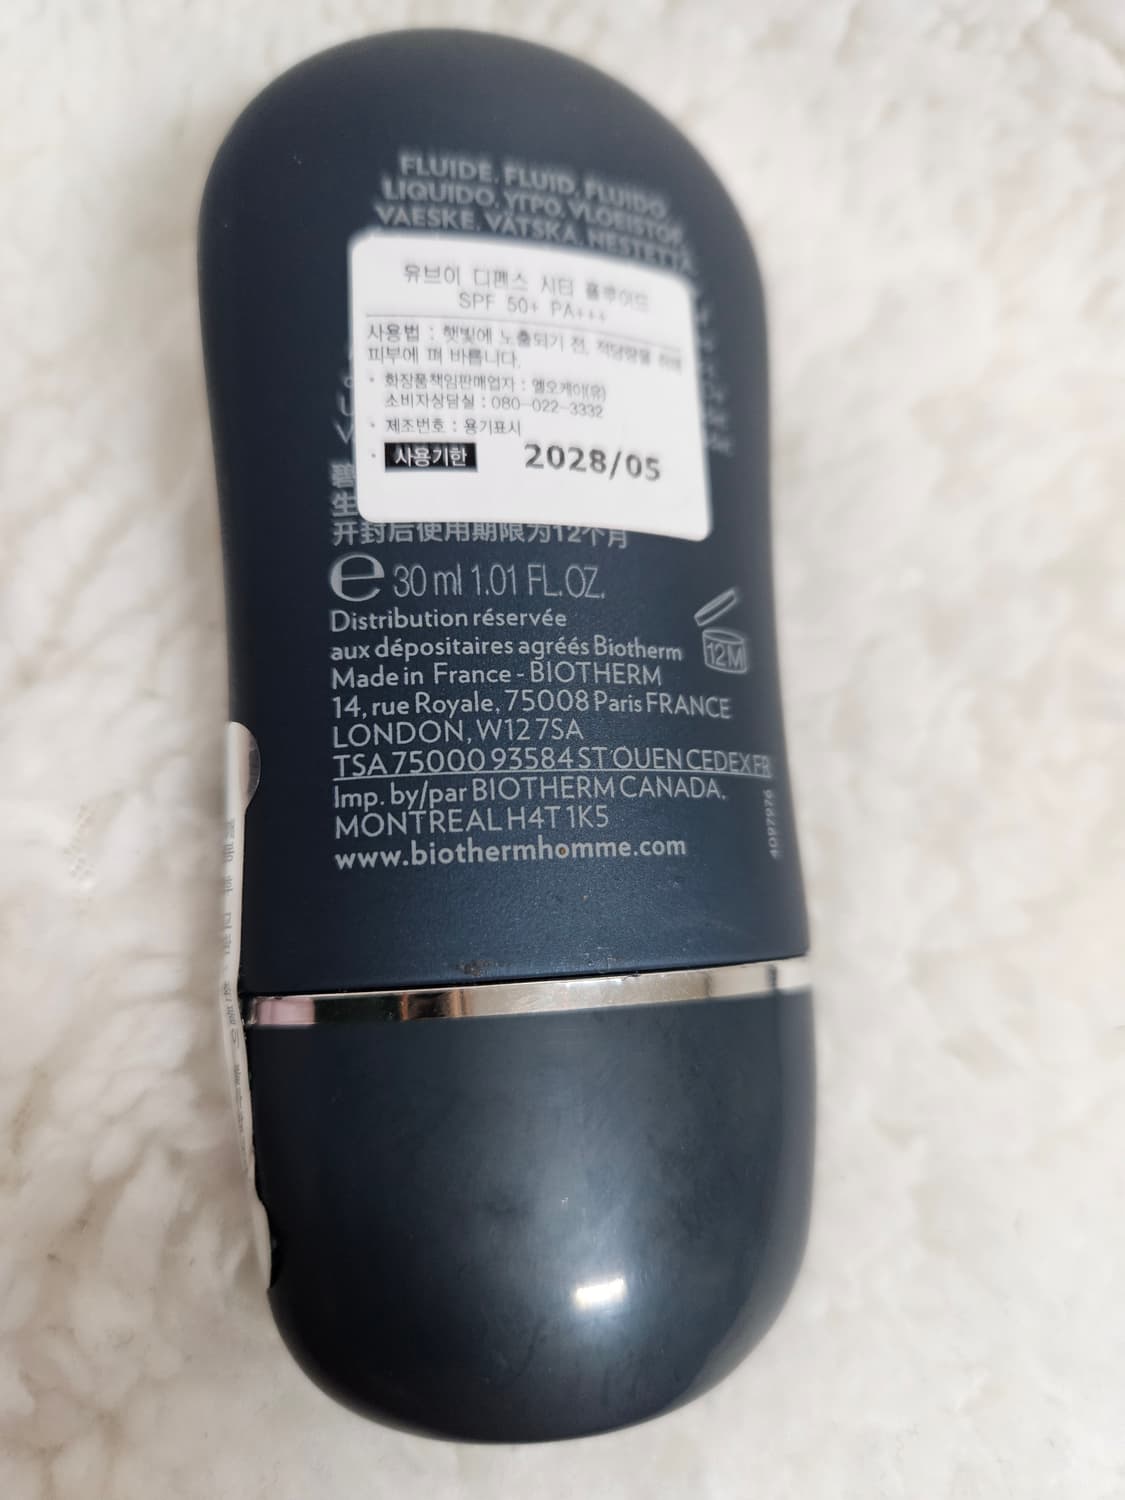 FLUIDE. FLUID. FLUIDO.
LIQUIDO. ΥΓΡΟ. VLOEISTOF.
VAESKE. VÄTSKA. NESTETTÄ.
유브이 디펜스 시티 플루이드
SPF 50+ PA+++
사용법 : 햇빛에 노출되기 전, 적당량을 취해
피부에 펴 바릅니다.
• 화장품책임판매업자 : 엘오케이(유)
소비자상담실 : 080-022-3332
• 제조번호 : 용기표시
• 사용기한 2028/05
碧
生
开封后使用期限为12个月
e 30 ml 1.01 FL.OZ.
Distribution réservée
aux dépositaires agréés Biotherm
12M
Made in France - BIOTHERM
14, rue Royale, 75008 Paris FRANCE
LONDON, W12 7SA
TSA 75000 93584 ST OUEN CEDEX FR
Imp. by/par BIOTHERM CANADA.
MONTREAL H4T 1K5
www.biothermhomme.com
4097976